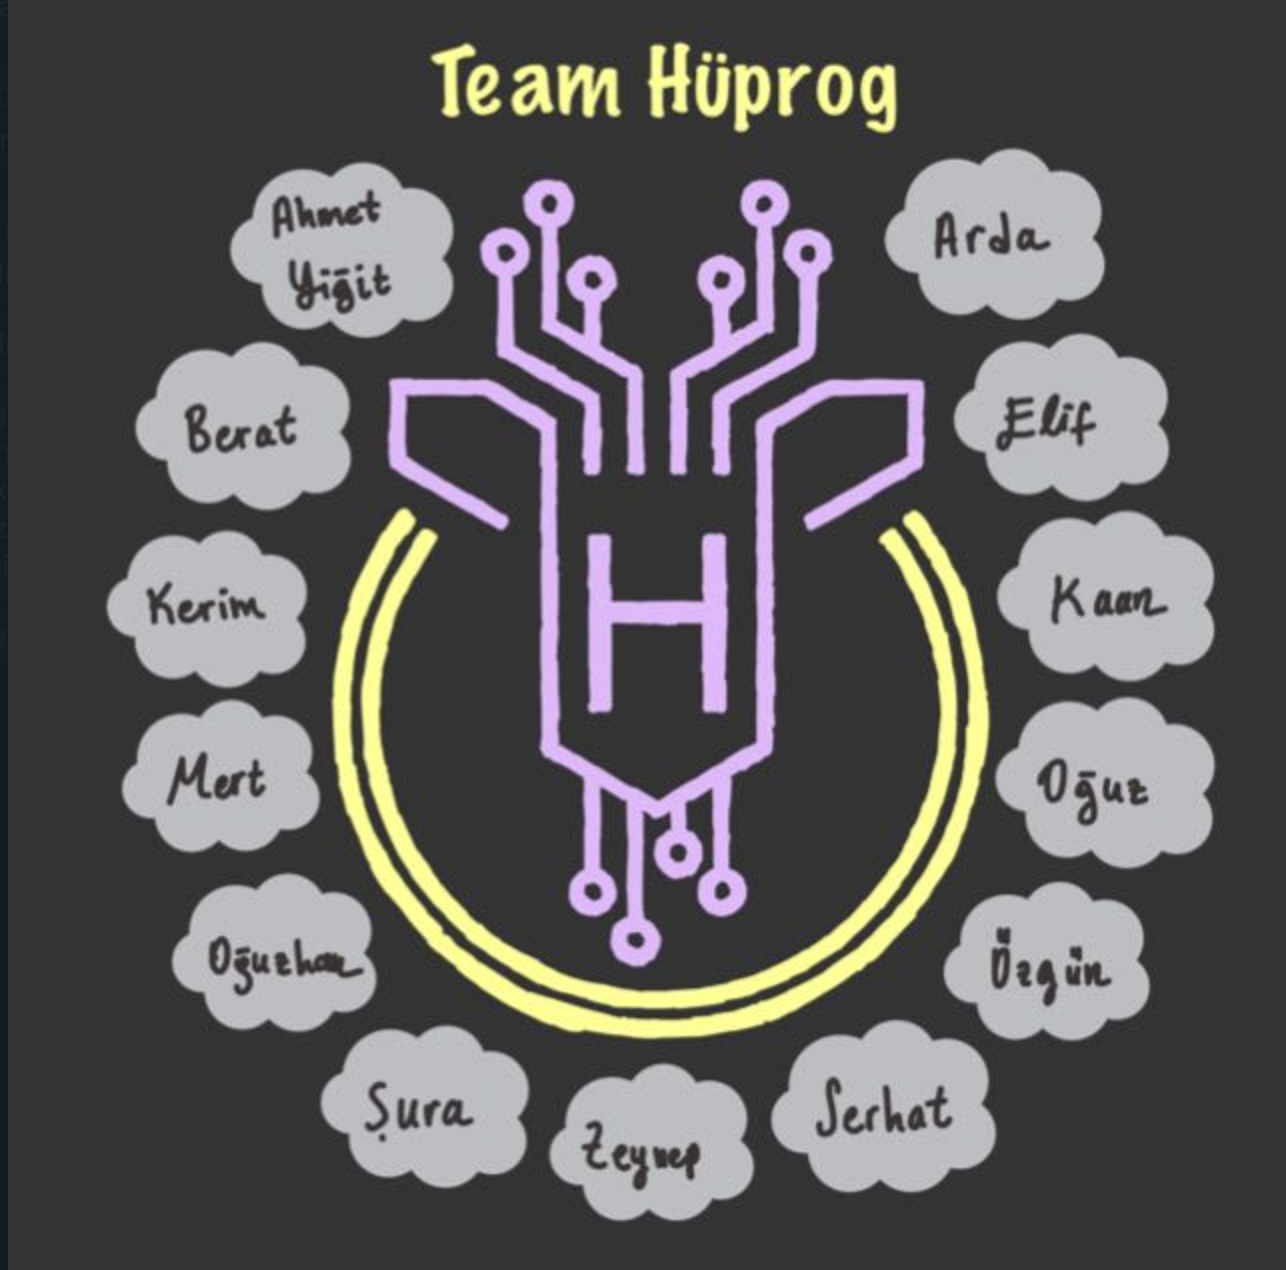 Team Hüprog
Ahmet
Yiğit
Arda
Berat
Elif
Kerim
H
Kaan
Mert
Oğuz
Oğuzhan
Özgün
Şura
Zeynep
Serhat